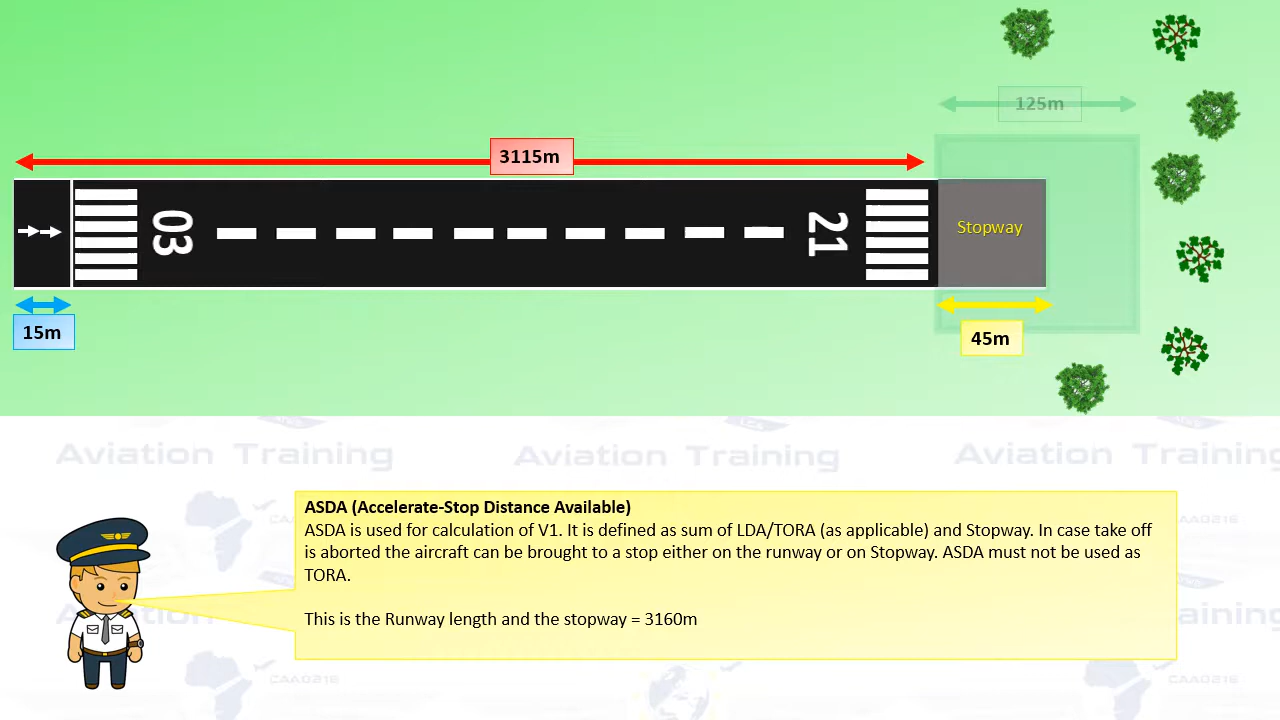 125m
3115m
03
21
Stopway
15m
45m
Aviation Training
Aviation Training
Aviation Training
ASDA (Accelerate-Stop Distance Available)
ASDA is used for calculation of V1. It is defined as sum of LDA/TORA (as applicable) and Stopway. In case take off
is aborted the aircraft can be brought to a stop either on the runway or on Stopway. ASDA must not be used as
TORA.
This is the Runway length and the stopway = 3160m
CAA0216
CAA0216